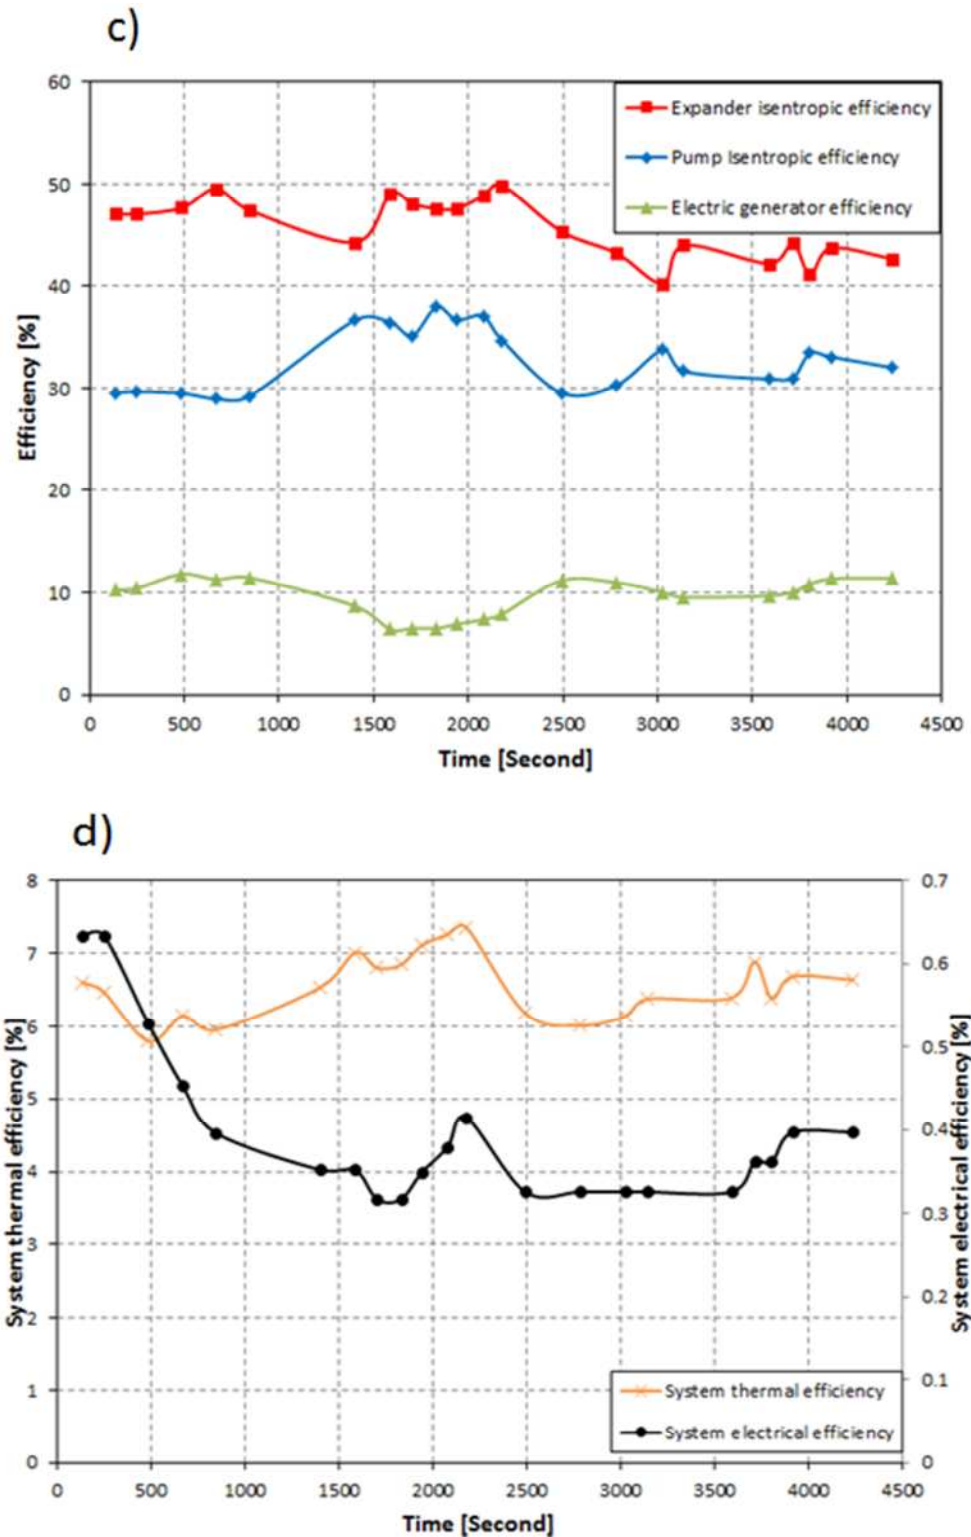 c)
60
50
40
30
20
10
0
Efficiency [%]
Expander isentropic efficiency
Pump Isentropic efficiency
Electric generator efficiency
0 500 1000 1500 2000 2500 3000 3500 4000 4500
Time [Second]
d)
8
7
6
5
4
3
2
1
0
System thermal efficiency [%]
0.7
0.6
0.5
0.4
0.3
0.2
0.1
0
System electrical efficiency [%]
System thermal efficiency
System electrical efficiency
0 500 1000 1500 2000 2500 3000 3500 4000 4500
Time [Second]